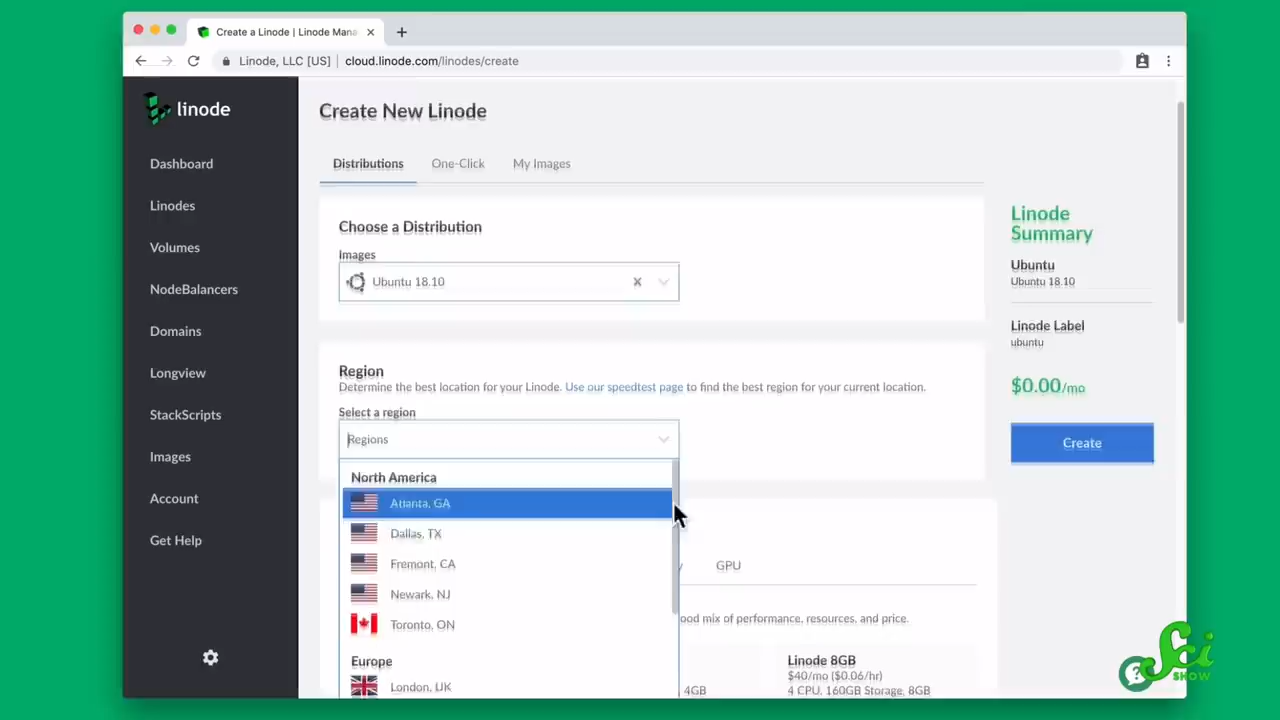 Create a Linode | Linode Mana
Linode, LLC [US] | cloud.linode.com/linodes/create
linode
Dashboard
Linodes
Volumes
NodeBalancers
Domains
Longview
StackScripts
Images
Account
Get Help
Create New Linode
Distributions One-Click My Images
Choose a Distribution
Images
Ubuntu 18.10
Region
Determine the best location for your Linode. Use our speedtest page to find the best region for your current location.
Select a region
Regions
North America
Atlanta, GA
Dallas, TX
Fremont, CA
Newark, NJ
Toronto, ON
Europe
London, UK
y GPU
ood mix of performance, resources, and price.
4GB
Linode 8GB
$40/mo ($0.06/hr)
4 CPU, 160GB Storage, 8GB
Linode
Summary
Ubuntu
Ubuntu 18.10
Linode Label
ubuntu
$0.00/mo
Create
Sci
SHOW